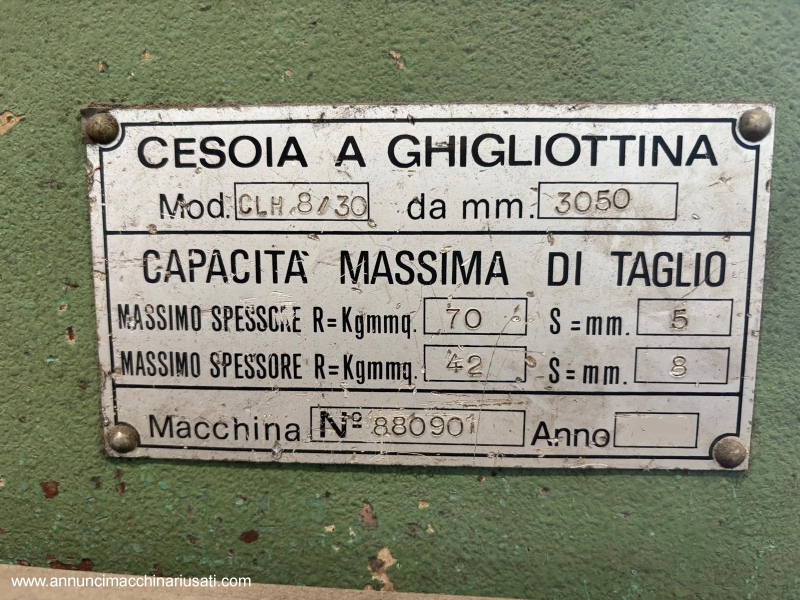 CESOIA A GHIGLIOTTINA
Mod. CLH 8/30 da mm. 3050
CAPACITÀ MASSIMA DI TAGLIO
MASSIMO SPESSORE R=Kgmmq. 70 S=mm. 5
MASSIMO SPESSORE R=Kgmmq. 42 S=mm. 8
Macchina Nº 880901 Anno
www.annuncimacchinariusati.com